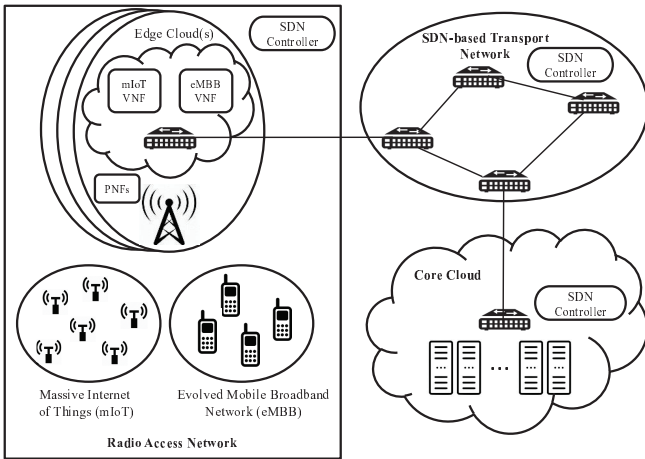 Edge Cloud(s)
SDN
Controller
mIoT
VNF
eMBB
VNF
PNFs
Massive Internet
of Things (mIoT)
Evolved Mobile Broadband
Network (eMBB)
Radio Access Network
SDN-based Transport
Network
SDN
Controller
Core Cloud
SDN
Controller
...
...
...
...
...